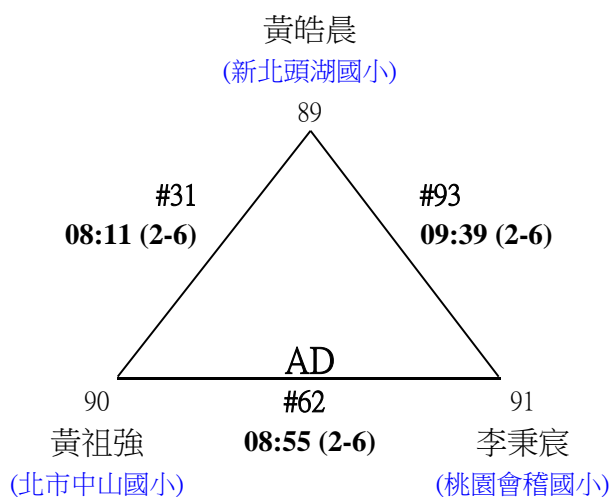 黃皓晨
(新北頭湖國小)
89
#31
08:11 (2-6)
#93
09:39 (2-6)
AD
90
#62
91
黃祖強
08:55 (2-6)
李秉宸
(北市中山國小)
(桃園會稽國小)